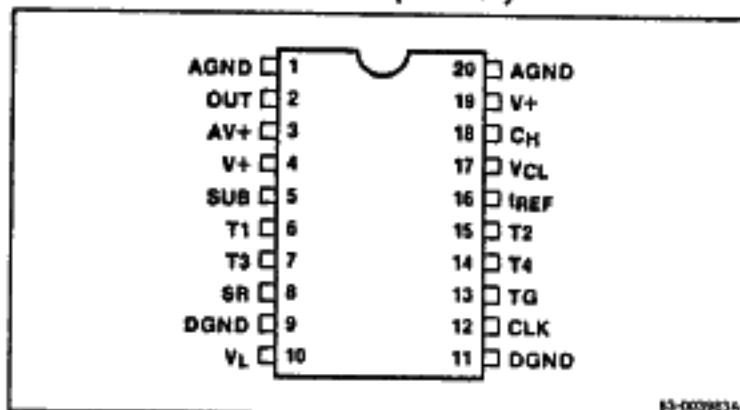 AGND 1 20 AGND
OUT 2 19 V+
AV+ 3 18 CH
V+ 4 17 VCL
SUB 5 16 IREF
T1 6 15 T2
T3 7 14 T4
SR 8 13 TG
DGND 9 12 CLK
VL 10 11 DGND